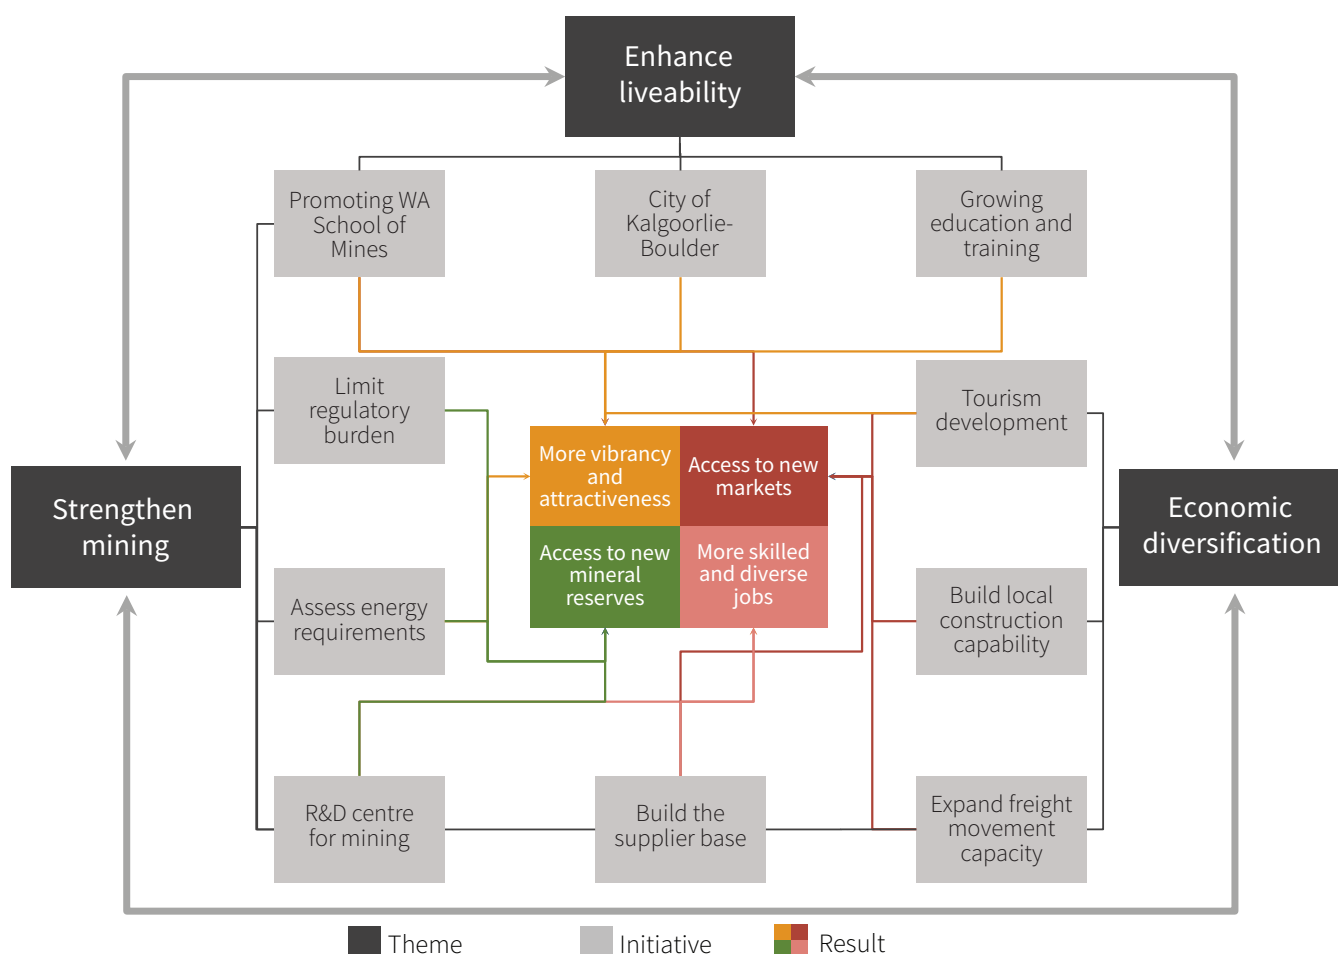 Enhance
liveability
Promoting WA
School of
Mines
City of
Kalgoorlie-
Boulder
Growing
education and
training
Limit
regulatory
burden
Tourism
development
More vibrancy
and
attractiveness
Access to new
markets
Strengthen
mining
Economic
diversification
Access to new
mineral
reserves
More skilled
and diverse
jobs
Assess energy
requirements
Build local
construction
capability
R&D centre
for mining
Build the
supplier base
Expand freight
movement
capacity
Theme
Initiative
Result